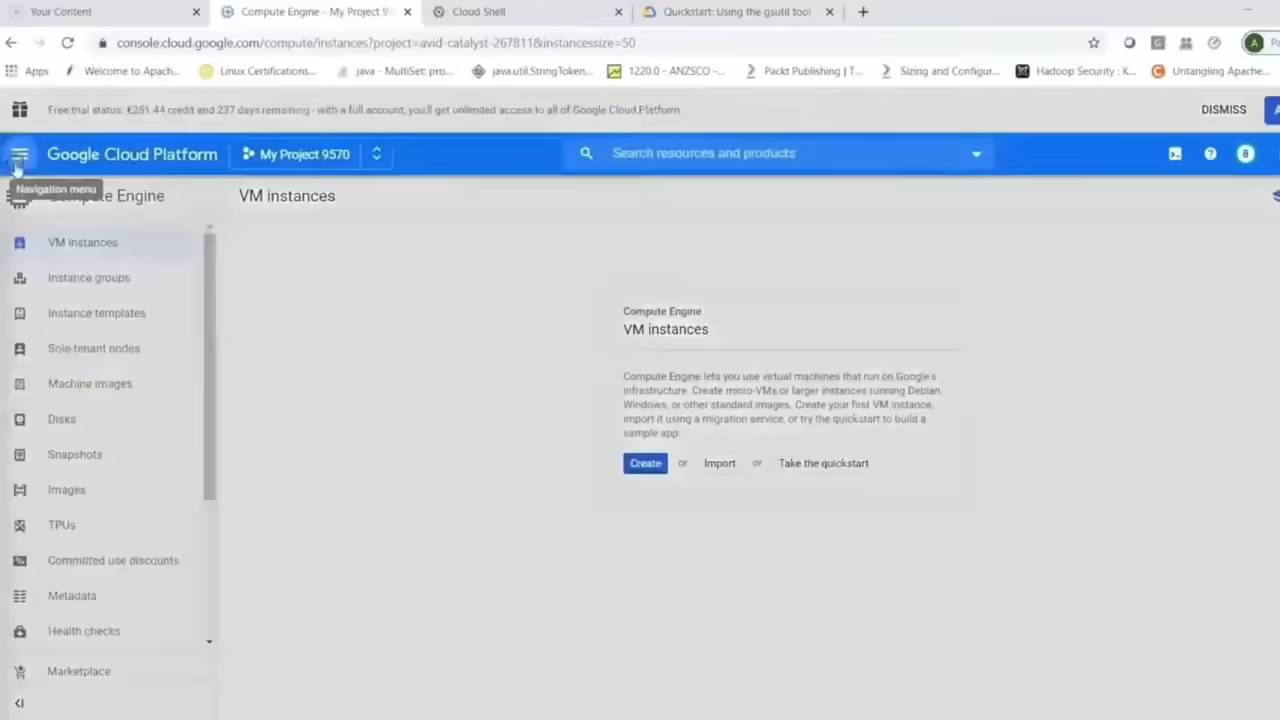 Your Content
Compute Engine - My Project 9
Cloud Shell
Quickstart: Using the gsutil tool
console.cloud.google.com/compute/instances?project=avid-catalyst-267811&instancessize=50
A
Apps
Welcome to Apach...
Linux Certifications...
java - MultiSet: pro...
java.util.StringToken...
1220.0 - ANZSCO -...
Packt Publishing | T...
Sizing and Configur...
Hadoop Security : K...
Untangling Apache...
Free trial status: €251.44 credit and 237 days remaining - with a full account, you'll get unlimited access to all of Google Cloud Platform.
DISMISS
Google Cloud Platform
My Project 9570
Search resources and products
a
Navigation menu
Compute Engine
VM instances
VM instances
Instance groups
Instance templates
Sole-tenant nodes
Machine images
Disks
Snapshots
Images
TPUs
Committed use discounts
Metadata
Health checks
Marketplace
Compute Engine
VM instances
Compute Engine lets you use virtual machines that run on Google's
infrastructure. Create micro-VMs or larger instances running Debian,
Windows, or other standard images. Create your first VM instance,
import it using a migration service, or try the quickstart to build a
sample app.
Create or Import or Take the quickstart